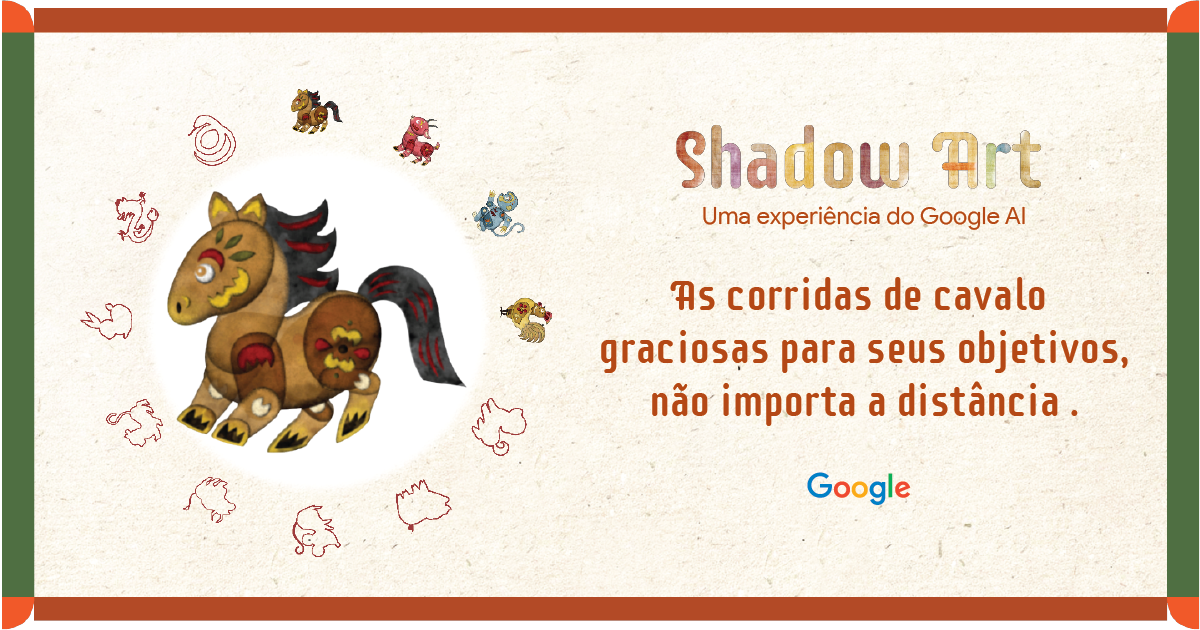 Shadow Art
Uma experiência do Google AI
As corridas de cavalo
graciosas para seus objetivos,
não importa a distância .
Google